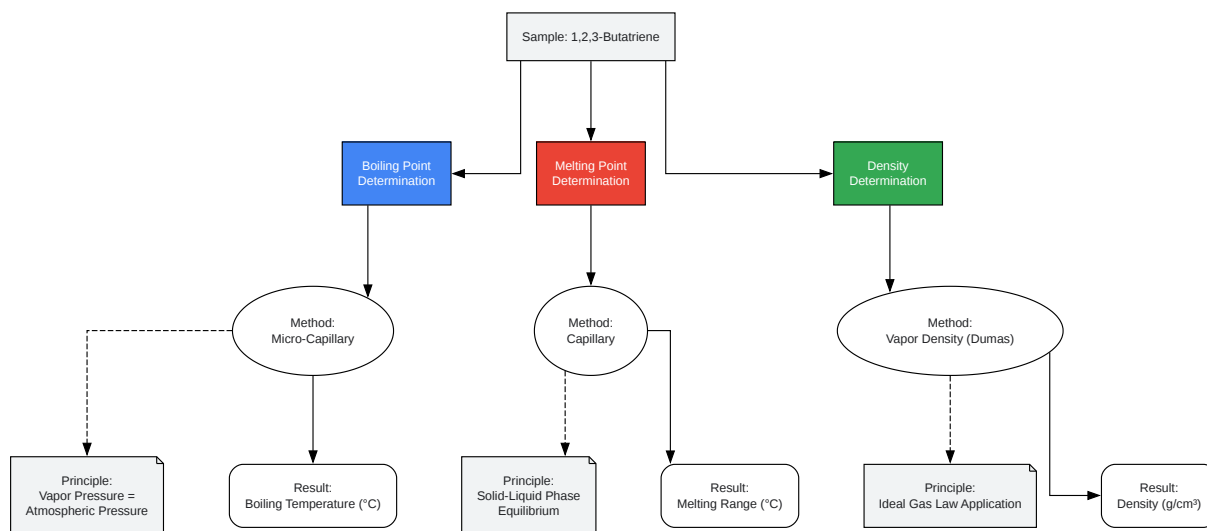 Sample: 1,2,3-Butatriene
Boiling Point
Determination
Melting Point
Determination
Density
Determination
Method:
Micro-Capillary
Method:
Capillary
Method:
Vapor Density (Dumas)
Principle:
Vapor Pressure =
Atmospheric Pressure
Result:
Boiling Temperature (°C)
Principle:
Solid-Liquid Phase
Equilibrium
Result:
Melting Range (°C)
Principle:
Ideal Gas Law Application
Result:
Density (g/cm³)